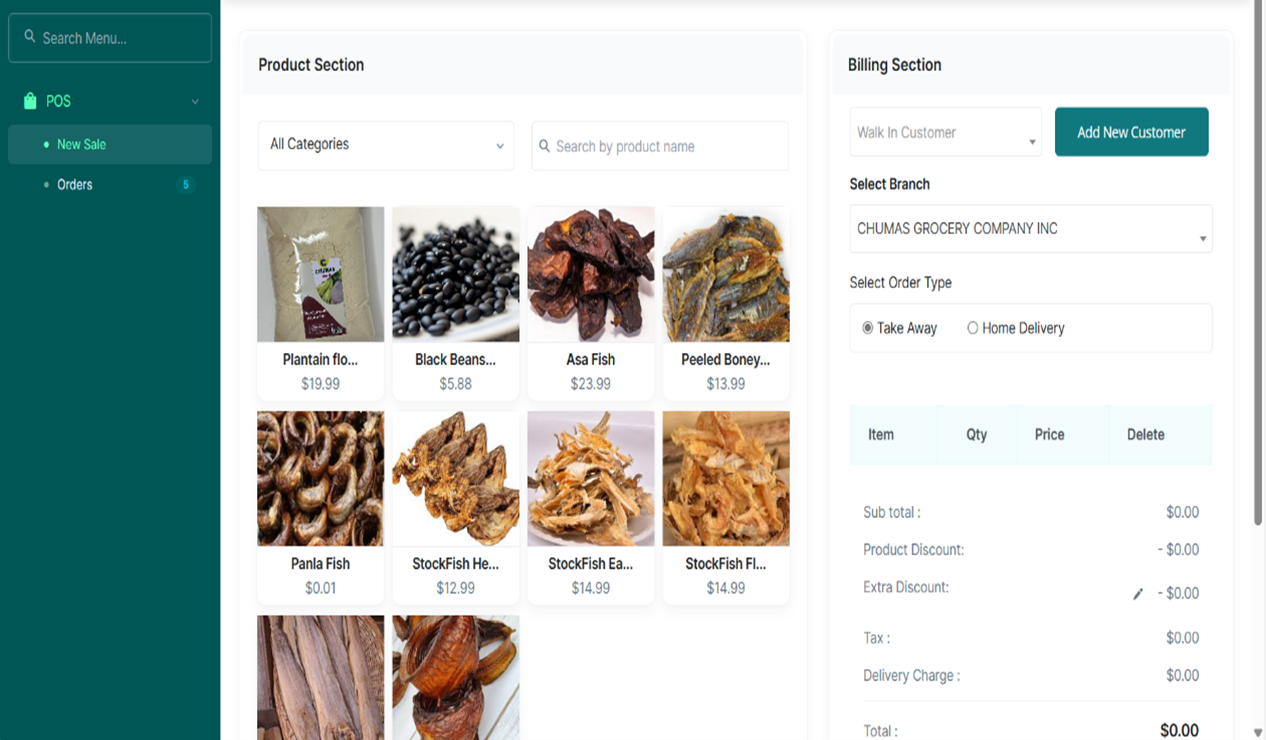 Search Menu...
POS
New Sale
Orders
5
Product Section
All Categories
Search by product name
CHUMAS
Plantain flo...
$19.99
Black Beans...
$5.88
Asa Fish
$23.99
Peeled Boney...
$13.99
Panla Fish
$0.01
StockFish He...
$12.99
StockFish Ea...
$14.99
StockFish Fl...
$14.99
Billing Section
Walk In Customer
Add New Customer
Select Branch
CHUMAS GROCERY COMPANY INC
Select Order Type
Take Away
Home Delivery
Item Qty Price Delete
Sub total : $0.00
Product Discount: - $0.00
Extra Discount: - $0.00
Tax : $0.00
Delivery Charge : $0.00
Total : $0.00